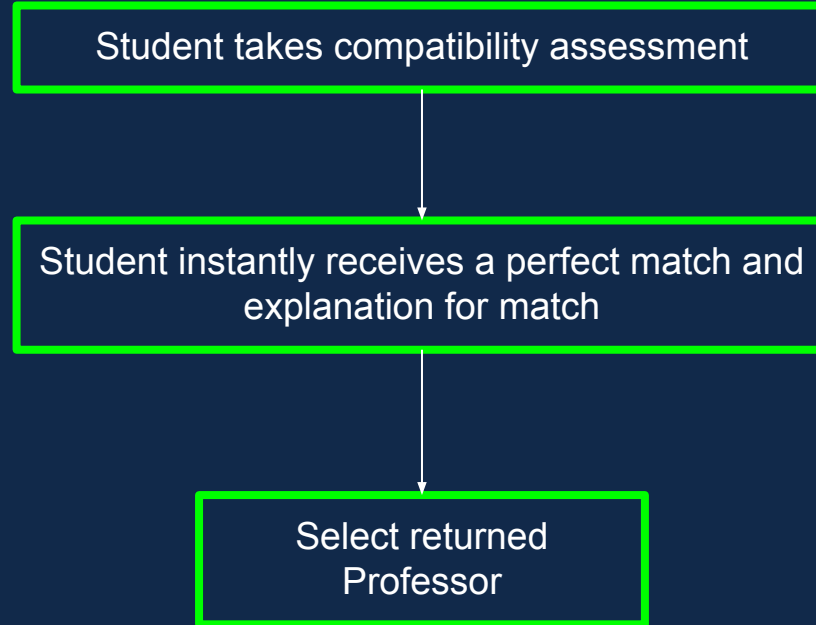 Student takes compatibility assessment
Student instantly receives a perfect match and
explanation for match
Select returned
Professor